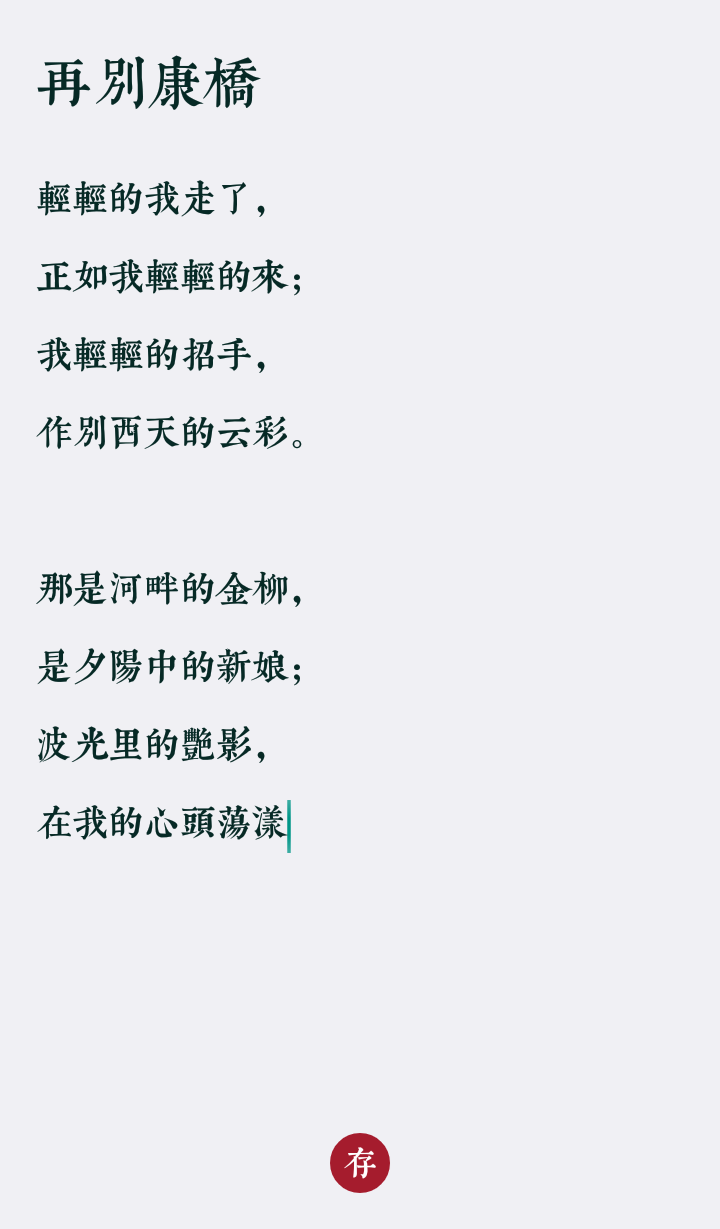 再別康橋
輕輕的我走了，
正如我輕輕的來；
我輕輕的招手，
作別西天的云彩。
那是河畔的金柳，
是夕陽中的新娘；
波光里的艷影，
在我的心頭蕩漾
存